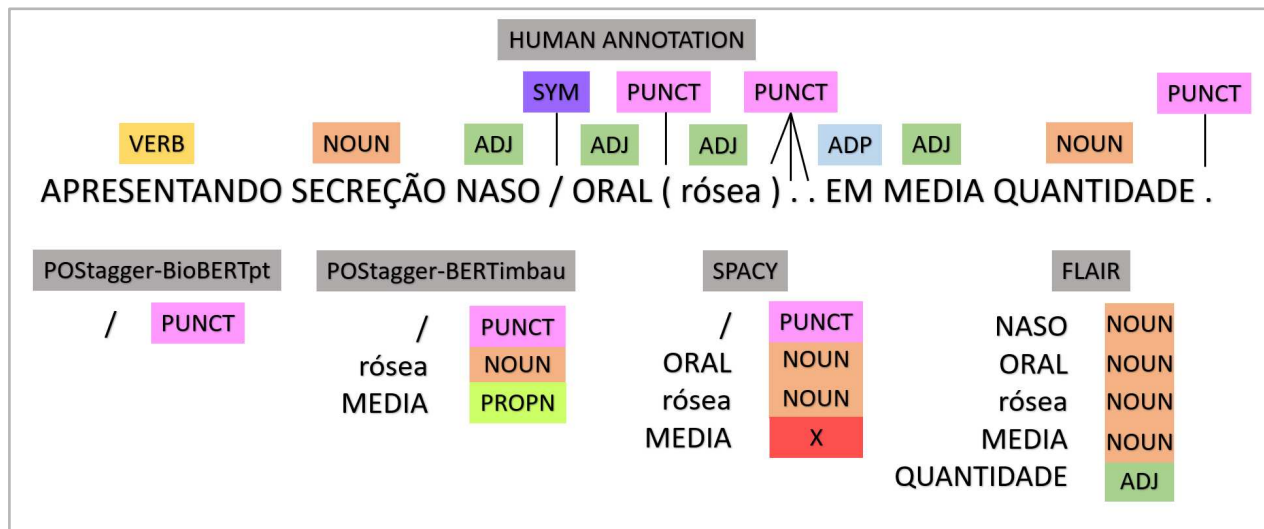 HUMAN ANNOTATION
SYM PUNCT PUNCT PUNCT
VERB NOUN ADJ ADJ ADJ ADP ADJ NOUN
APRESENTANDO SECREÇÃO NASO / ORAL ( rósea ) . . EM MEDIA QUANTIDADE .
POStagger-BioBERTpt
/ PUNCT
POStagger-BERTimbau
/ PUNCT
rósea NOUN
MEDIA PROPN
SPACY
/ PUNCT
ORAL NOUN
rósea NOUN
MEDIA X
FLAIR
NASO NOUN
ORAL NOUN
rósea NOUN
MEDIA NOUN
QUANTIDADE ADJ